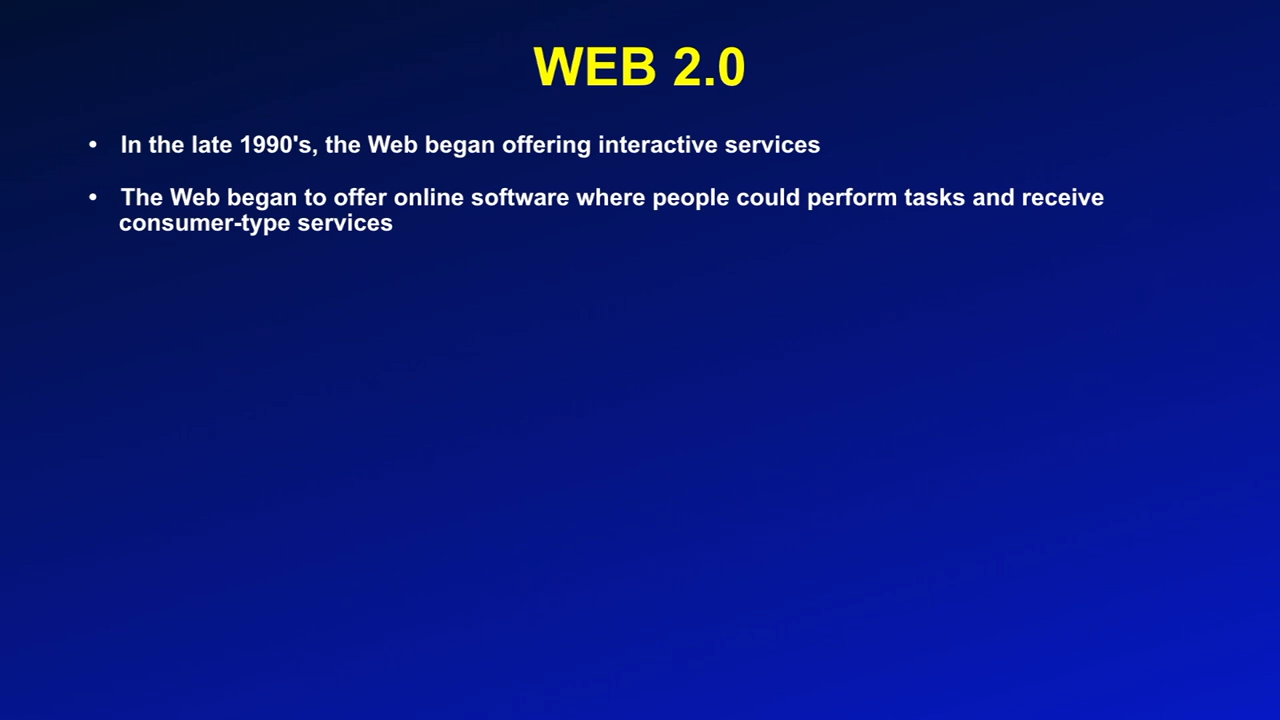 WEB 2.0
• In the late 1990's, the Web began offering interactive services
• The Web began to offer online software where people could perform tasks and receive
consumer-type services